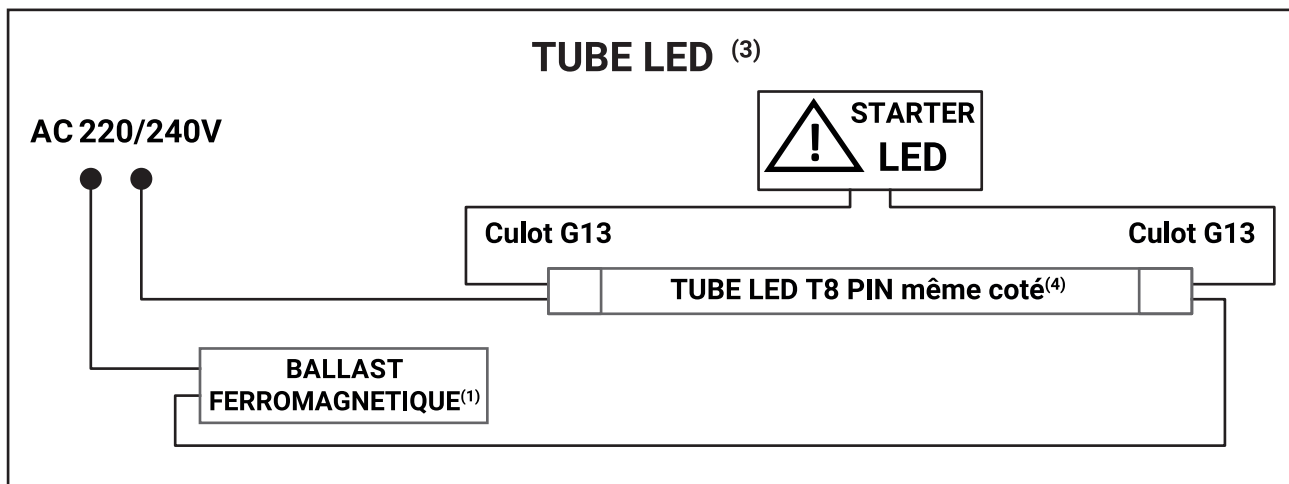 TUBE LED (3)
AC 220/240V
STARTER
LED
Culot G13
Culot G13
TUBE LED T8 PIN même coté(4)
BALLAST
FERROMAGNETIQUE(1)